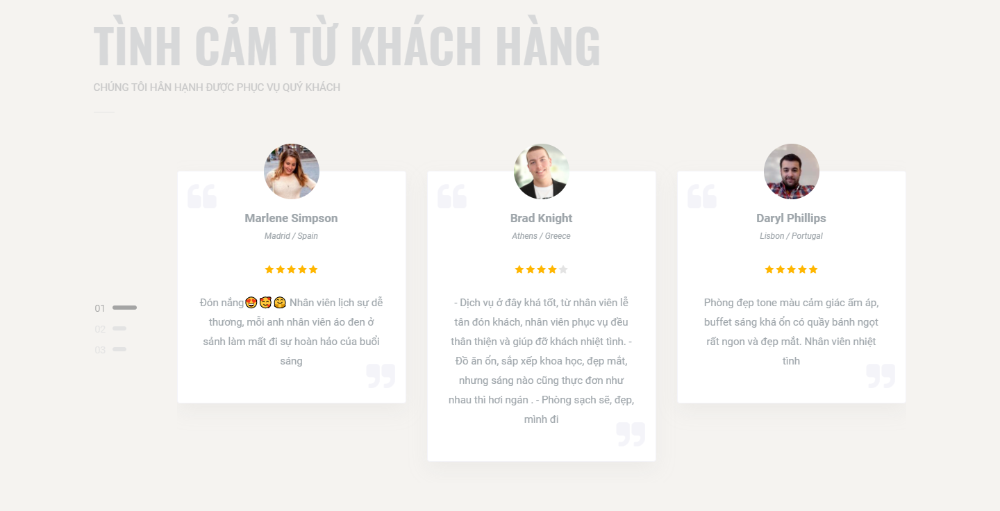 TÌNH CẢM TỪ KHÁCH HÀNG
CHÚNG TÔI HÂN HẠNH ĐƯỢC PHỤC VỤ QUÝ KHÁCH
01
02
03
Marlene Simpson
Madrid / Spain
Đón nắng😍🥰🤗 Nhân viên lịch sự dễ
thương, mỗi anh nhân viên áo đen ở
sảnh làm mất đi sự hoàn hảo của buổi
sáng
Brad Knight
Athens / Greece
- Dịch vụ ở đây khá tốt, từ nhân viên lễ
tân đón khách, nhân viên phục vụ đều
thân thiện và giúp đỡ khách nhiệt tình. -
Đồ ăn ổn, sắp xếp khoa học, đẹp mắt,
nhưng sáng nào cũng thực đơn như
nhau thì hơi ngán . - Phòng sạch sẽ, đẹp,
mình đi
Daryl Phillips
Lisbon / Portugal
Phòng đẹp tone màu cảm giác ấm áp,
buffet sáng khá ổn có quầy bánh ngọt
rất ngon và đẹp mắt. Nhân viên nhiệt
tình